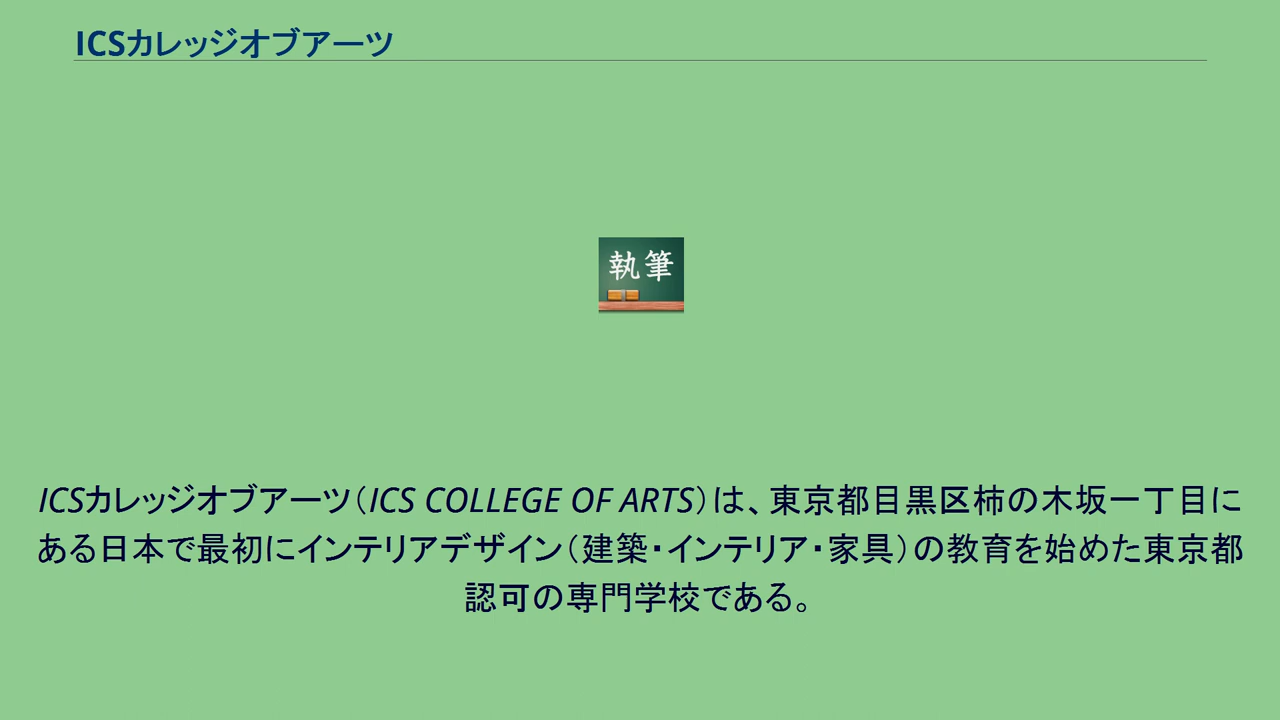 ICSカレッジオブアーツ
執筆
ICSカレッジオブアーツ（ICS COLLEGE OF ARTS）は、東京都目黒区柿の木坂一丁目に
ある日本で最初にインテリアデザイン（建築・インテリア・家具）の教育を始めた東京都
認可の専門学校である。